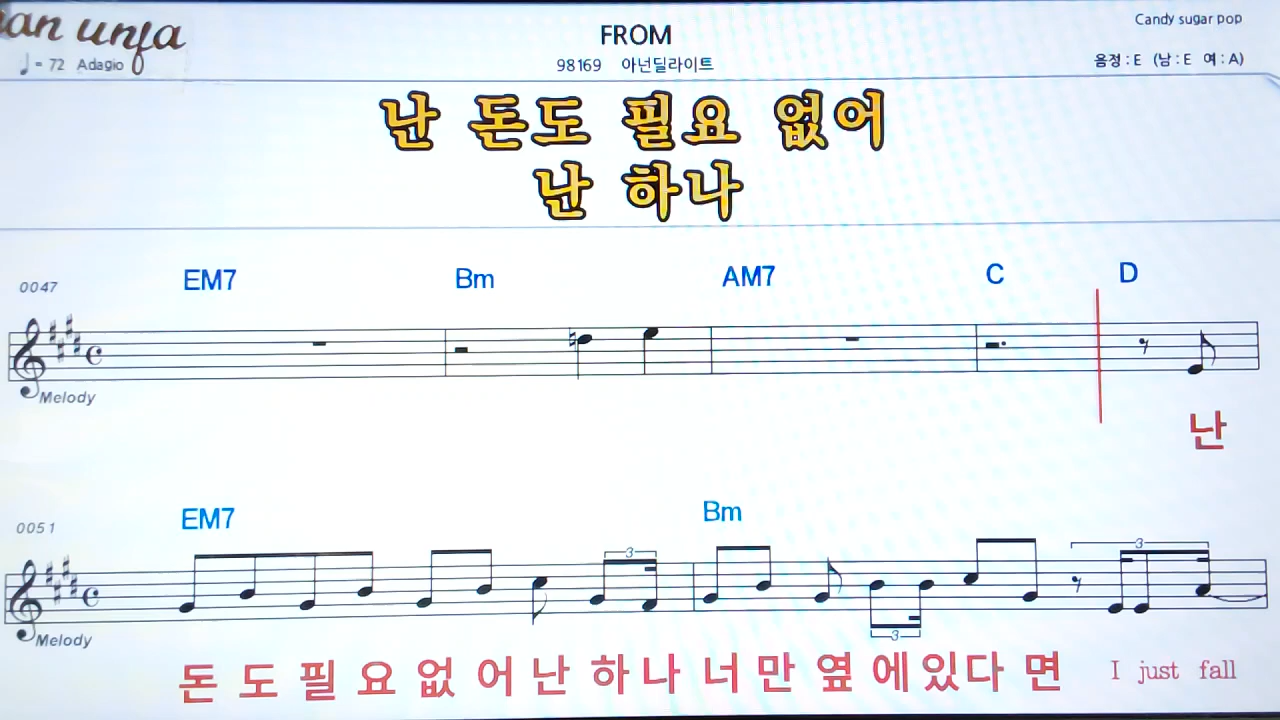 FROM
Candy sugar pop
♩ = 72 Adagio
98169 아넌딜라이트
음정 : E (남 : E 여 : A)
난 돈도 필요 없어
난 하나
EM7 Bm AM7 C D
0047
Melody
난
EM7 Bm
0051
3 3 3
Melody
돈 도 필 요 없 어 난 하 나 너 만 옆 에 있 다 면 I just fall